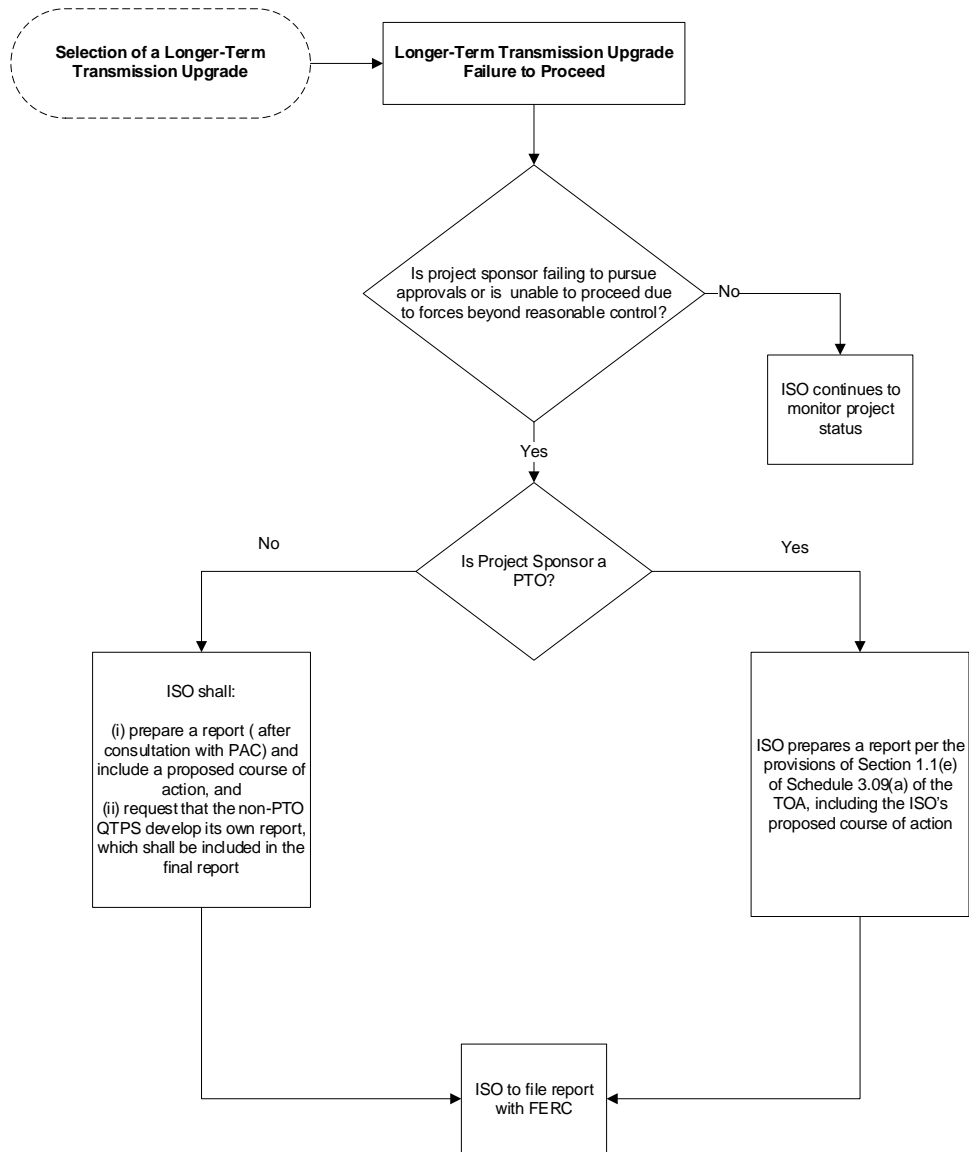 Selection of a Longer-Term
Transmission Upgrade
Longer-Term Transmission Upgrade
Failure to Proceed
Is project sponsor failing to pursue
approvals or is unable to proceed due
to forces beyond reasonable control?
No
ISO continues to
monitor project
status
Yes
Is Project Sponsor a
PTO?
No
Yes
ISO shall:
(i) prepare a report ( after
consultation with PAC) and
include a proposed course of
action, and
(ii) request that the non-PTO
QTPS develop its own report,
which shall be included in the
final report
ISO prepares a report per the
provisions of Section 1.1(e)
of Schedule 3.09(a) of the
TOA, including the ISO's
proposed course of action
ISO to file report
with FERC